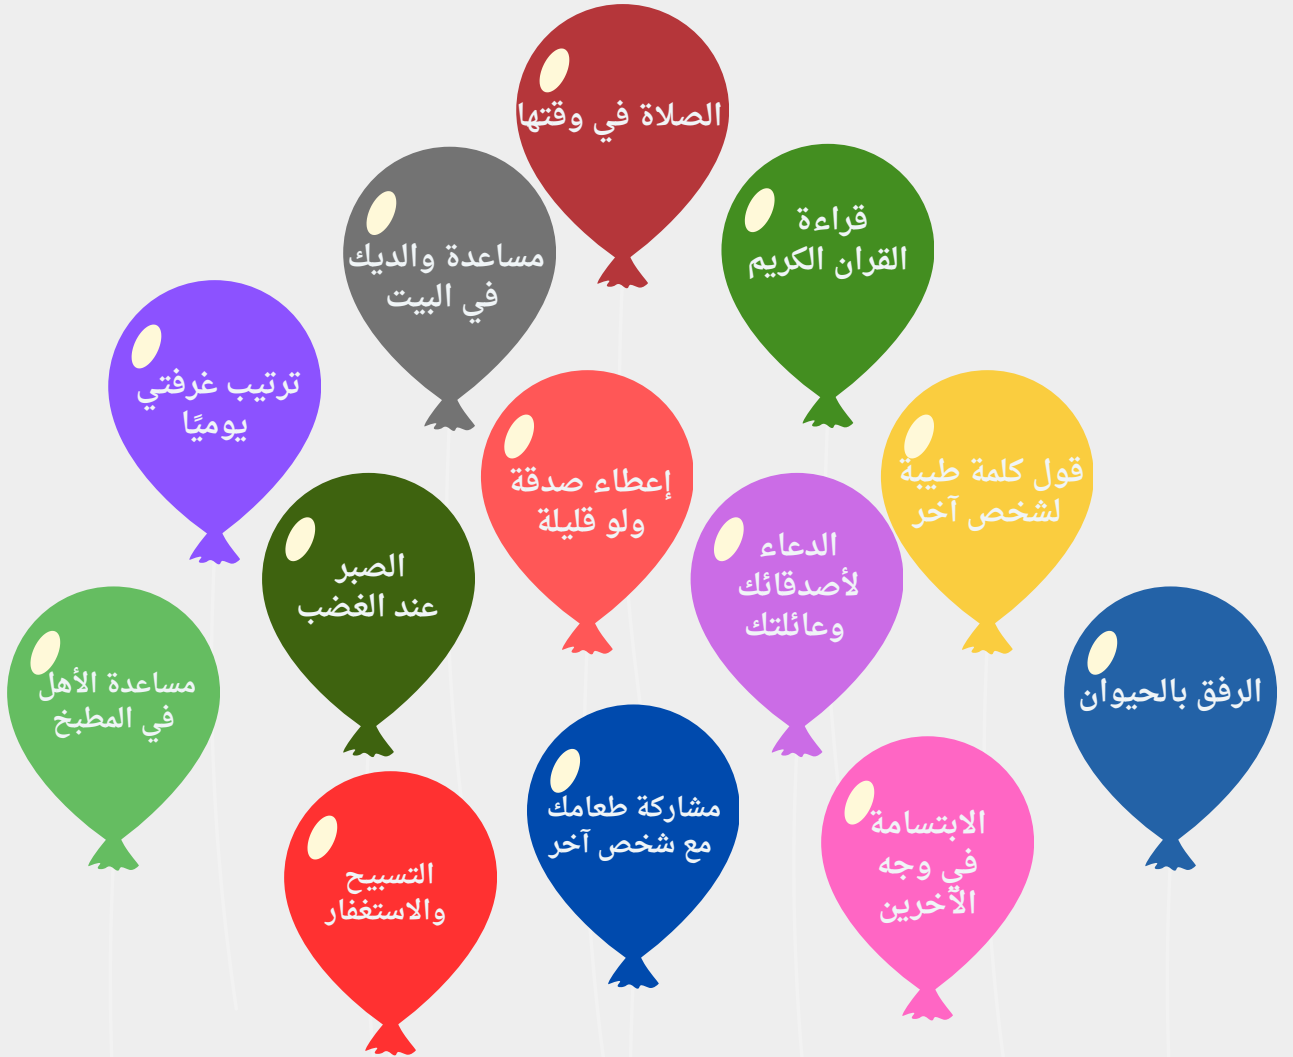 الصلاة في وقتها
قراءة
القران الكريم
مساعدة والديك
في البيت
ترتيب غرفتي
يوميًا
قول كلمة طيبة
لشخص آخر
إعطاء صدقة
ولو قليلة
الدعاء
لأصدقائك
وعائلتك
الصبر
عند الغضب
الرفق بالحيوان
مساعدة الأهل
في المطبخ
مشاركة طعامك
مع شخص آخر
الابتسامة
في وجه
الآخرين
التسبيح
والاستغفار